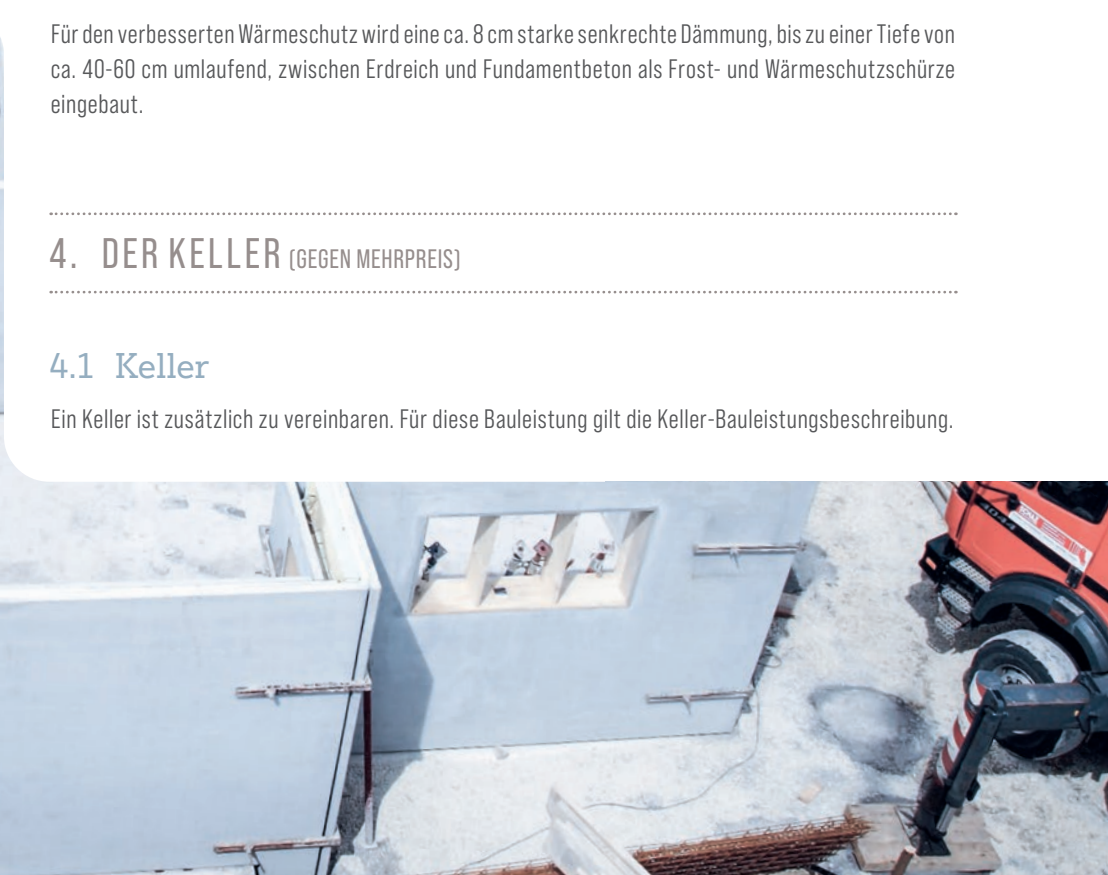 Für den verbesserten Wärmeschutz wird eine ca. 8 cm starke senkrechte Dämmung, bis zu einer Tiefe von
ca. 40-60 cm umlaufend, zwischen Erdreich und Fundamentbeton als Frost- und Wärmeschutzschürze
eingebaut.
4. DER KELLER (GEGEN MEHRPREIS)
4.1 Keller
Ein Keller ist zusätzlich zu vereinbaren. Für diese Bauleistung gilt die Keller-Bauleistungsbeschreibung.
4044